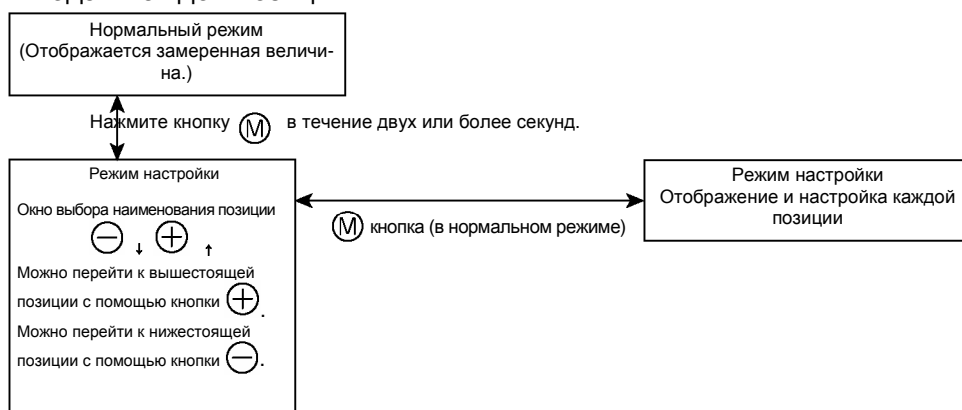 Нормальный режим
(Отображается замеренная величи-
на.)
Нажмите кнопку M в течение двух или более секунд.
Режим настройки
Окно выбора наименования позиции
− ↓ + ↑
Можно перейти к вышестоящей
позиции с помощью кнопки +.
Можно перейти к нижестоящей
позиции с помощью кнопки −.
M кнопка (в нормальном режиме)
Режим настройки
Отображение и настройка каждой
позиции